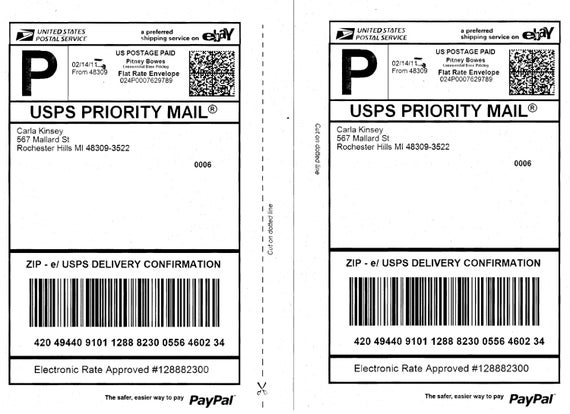 UNITED STATES POSTAL SERVICE
a preferred shipping service on ebY
P
02/14/11
From 48309
US POSTAGE PAID
Pitney Bowes
Commercial Base Pricing
Flat Rate Envelope
024P0007629789
USPS PRIORITY MAIL®
Carla Kinsey
567 Mallard St
Rochester Hills MI 48309-3522
0006
ZIP - e/ USPS DELIVERY CONFIRMATION
420 49440 9101 1288 8230 0556 4602 34
Electronic Rate Approved #128882300
The safer, easier way to pay PayPal
Cut on dotted line
UNITED STATES POSTAL SERVICE
a preferred shipping service on ebY
P
02/14/11
From 48309
US POSTAGE PAID
Pitney Bowes
Commercial Base Pricing
Flat Rate Envelope
024P0007629789
USPS PRIORITY MAIL®
Cut on dotted line
Carla Kinsey
567 Mallard St
Rochester Hills MI 48309-3522
0006
ZIP - e/ USPS DELIVERY CONFIRMATION
420 49440 9101 1288 8230 0556 4602 34
Electronic Rate Approved #128882300
The safer, easier way to pay PayPal